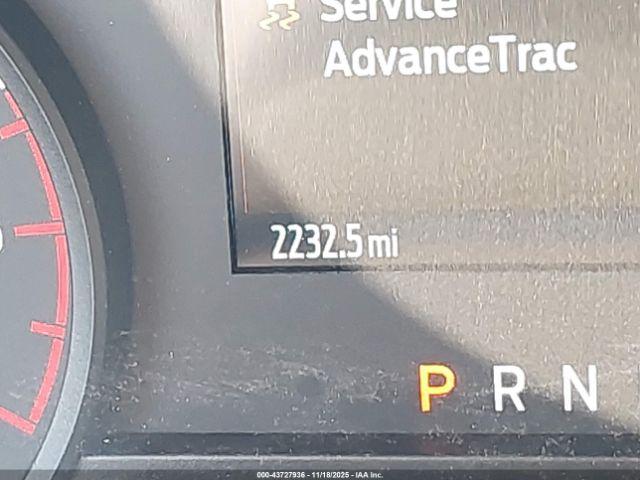 Service
AdvanceTrac
2232.5 mi
P R N
000-43727936 - 11/18/2025 - IAA Inc.